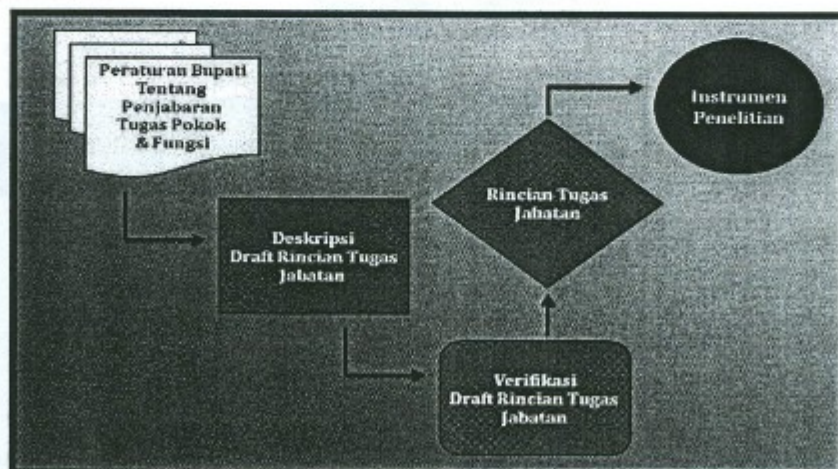 Peraturan Bupati
Tentang
Penjabaran
Tugas Pokok
& Fungsi
Deskripsi
Draft Rincian Tugas
Jabatan
Verifikasi
Draft Rincian Tugas
Jabatan
Rincian Tugas
Jabatan
Instrumen
Penelitian